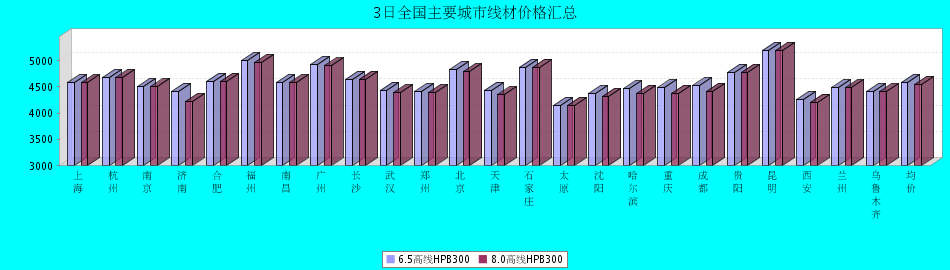 3日全国主要城市线材价格汇总
5000
4500
4000
3500
3000
上海
杭州
南京
济南
合肥
福州
南昌
广州
长沙
武汉
郑州
北京
天津
石家庄
太原
沈阳
哈尔滨
重庆
成都
贵阳
昆明
西安
兰州
乌鲁木齐
均价
6.5高线HPB300
8.0高线HPB300